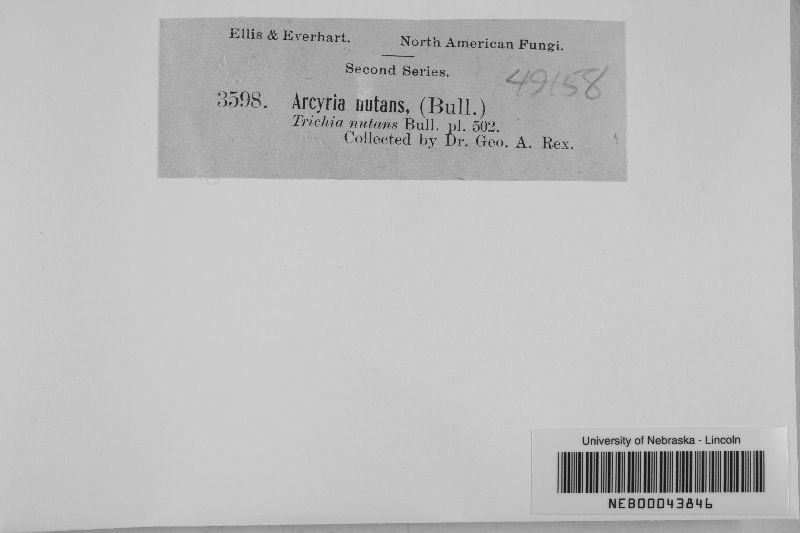 Ellis & Everhart. North American Fungi.
Second Series.
49158
3598. Arcyria nutans, (Bull.)
Trichia nutans Bull. pl. 502.
Collected by Dr. Geo. A. Rex.
University of Nebraska - Lincoln
NEB00043846